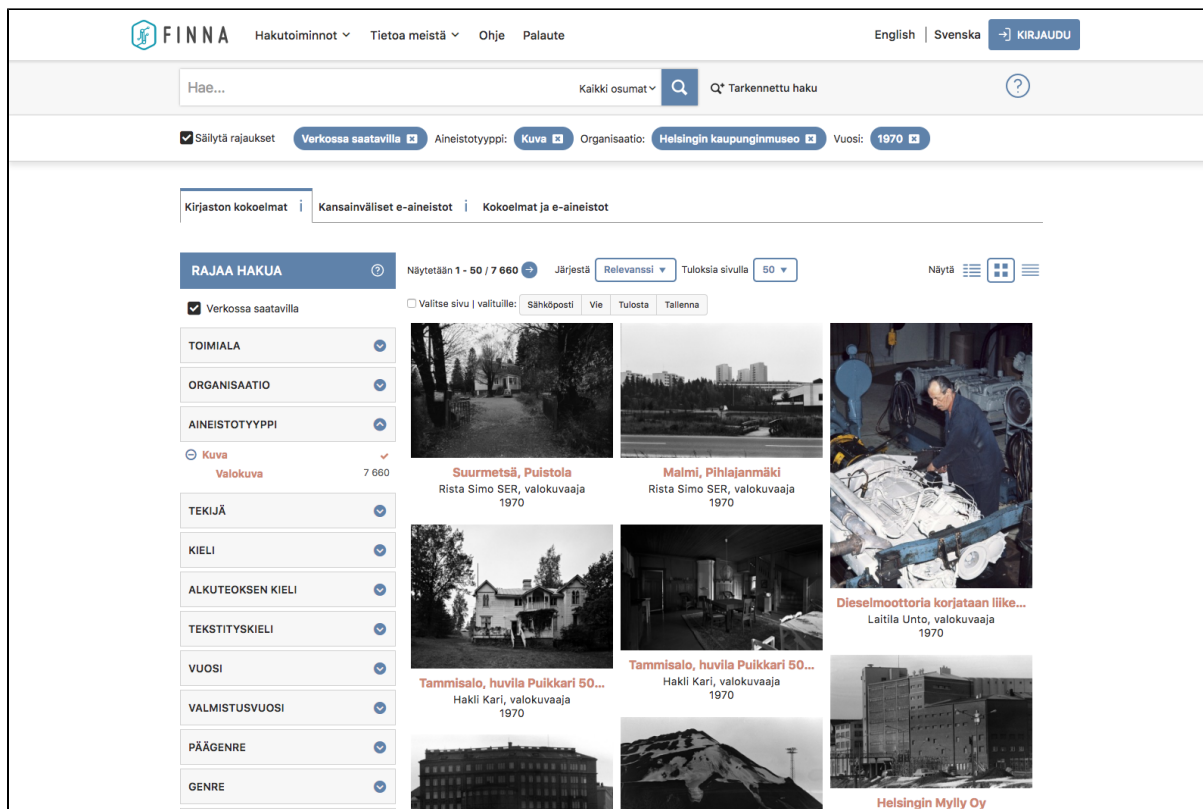 FINNA Hakutoiminnot Tietoa meistä Ohje Palaute English | Svenska KIRJAUDU
Hae... Kaikki osumat Tarkennettu haku ?
Säilytä rajaukset Verkossa saatavilla Aineistotyyppi: Kuva Organisaatio: Helsingin kaupunginmuseo Vuosi: 1970
Kirjaston kokoelmat i Kansainväliset e-aineistot i Kokoelmat ja e-aineistot
RAJAA HAKUA ?
Verkossa saatavilla
TOIMIALA
ORGANISAATIO
AINEISTOTYYPPI
Kuva
Valokuva 7 660
TEKIJÄ
KIELI
ALKUTEOKSEN KIELI
TEKSTITYSKIELI
VUOSI
VALMISTUSVUOSI
PÄÄGENRE
GENRE
Näytetään 1 - 50 / 7 660 Järjestä Relevanssi Tuloksia sivulla 50 Näytä
Valitse sivu | valituille: Sähköposti Vie Tulosta Tallenna
Suurmetsä, Puistola
Rista Simo SER, valokuvaaja
1970
Malmi, Pihlajanmäki
Rista Simo SER, valokuvaaja
1970
Dieselmoottoria korjataan liike...
Laitila Unto, valokuvaaja
1970
Tammisalo, huvila Puikkari 50...
Hakli Kari, valokuvaaja
1970
Tammisalo, huvila Puikkari 50...
Hakli Kari, valokuvaaja
1970
Helsingin Mylly Oy